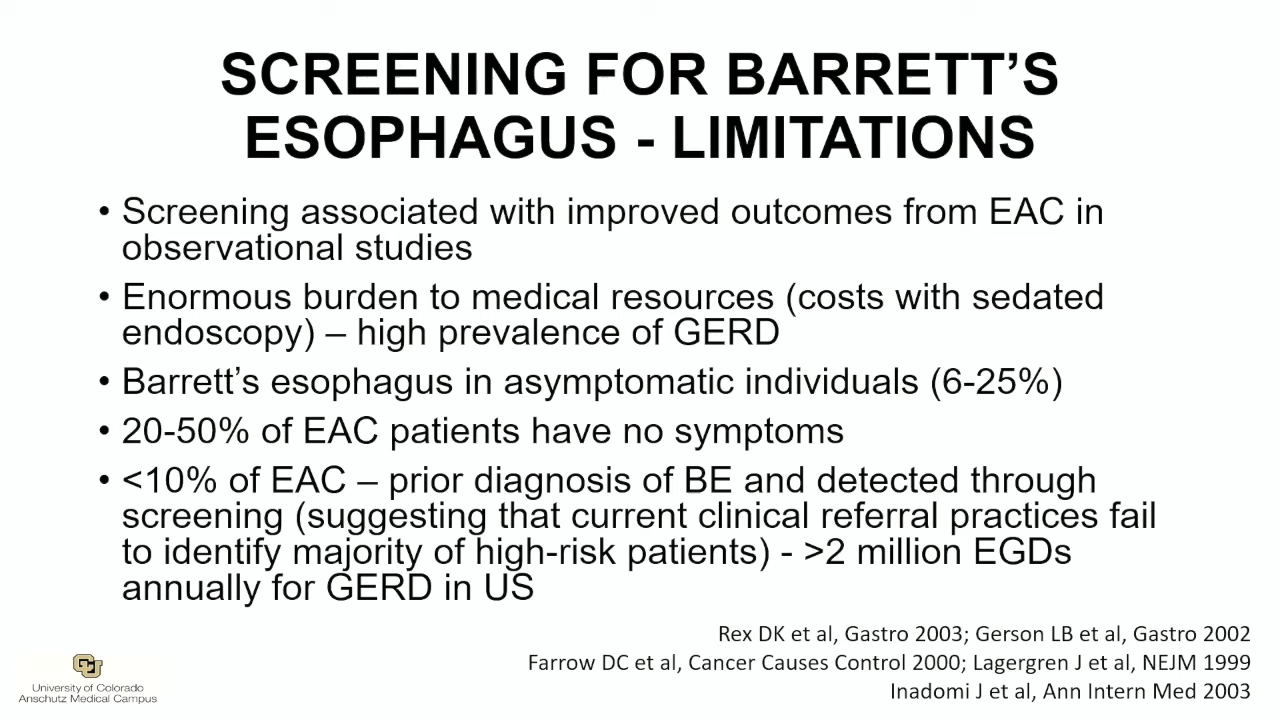 SCREENING FOR BARRETT’S
ESOPHAGUS - LIMITATIONS
• Screening associated with improved outcomes from EAC in
observational studies
• Enormous burden to medical resources (costs with sedated
endoscopy) – high prevalence of GERD
• Barrett’s esophagus in asymptomatic individuals (6-25%)
• 20-50% of EAC patients have no symptoms
• <10% of EAC – prior diagnosis of BE and detected through
screening (suggesting that current clinical referral practices fail
to identify majority of high-risk patients) - >2 million EGDs
annually for GERD in US
Rex DK et al, Gastro 2003; Gerson LB et al, Gastro 2002
Farrow DC et al, Cancer Causes Control 2000; Lagergren J et al, NEJM 1999
Inadomi J et al, Ann Intern Med 2003
CU
University of Colorado
Anschutz Medical Campus